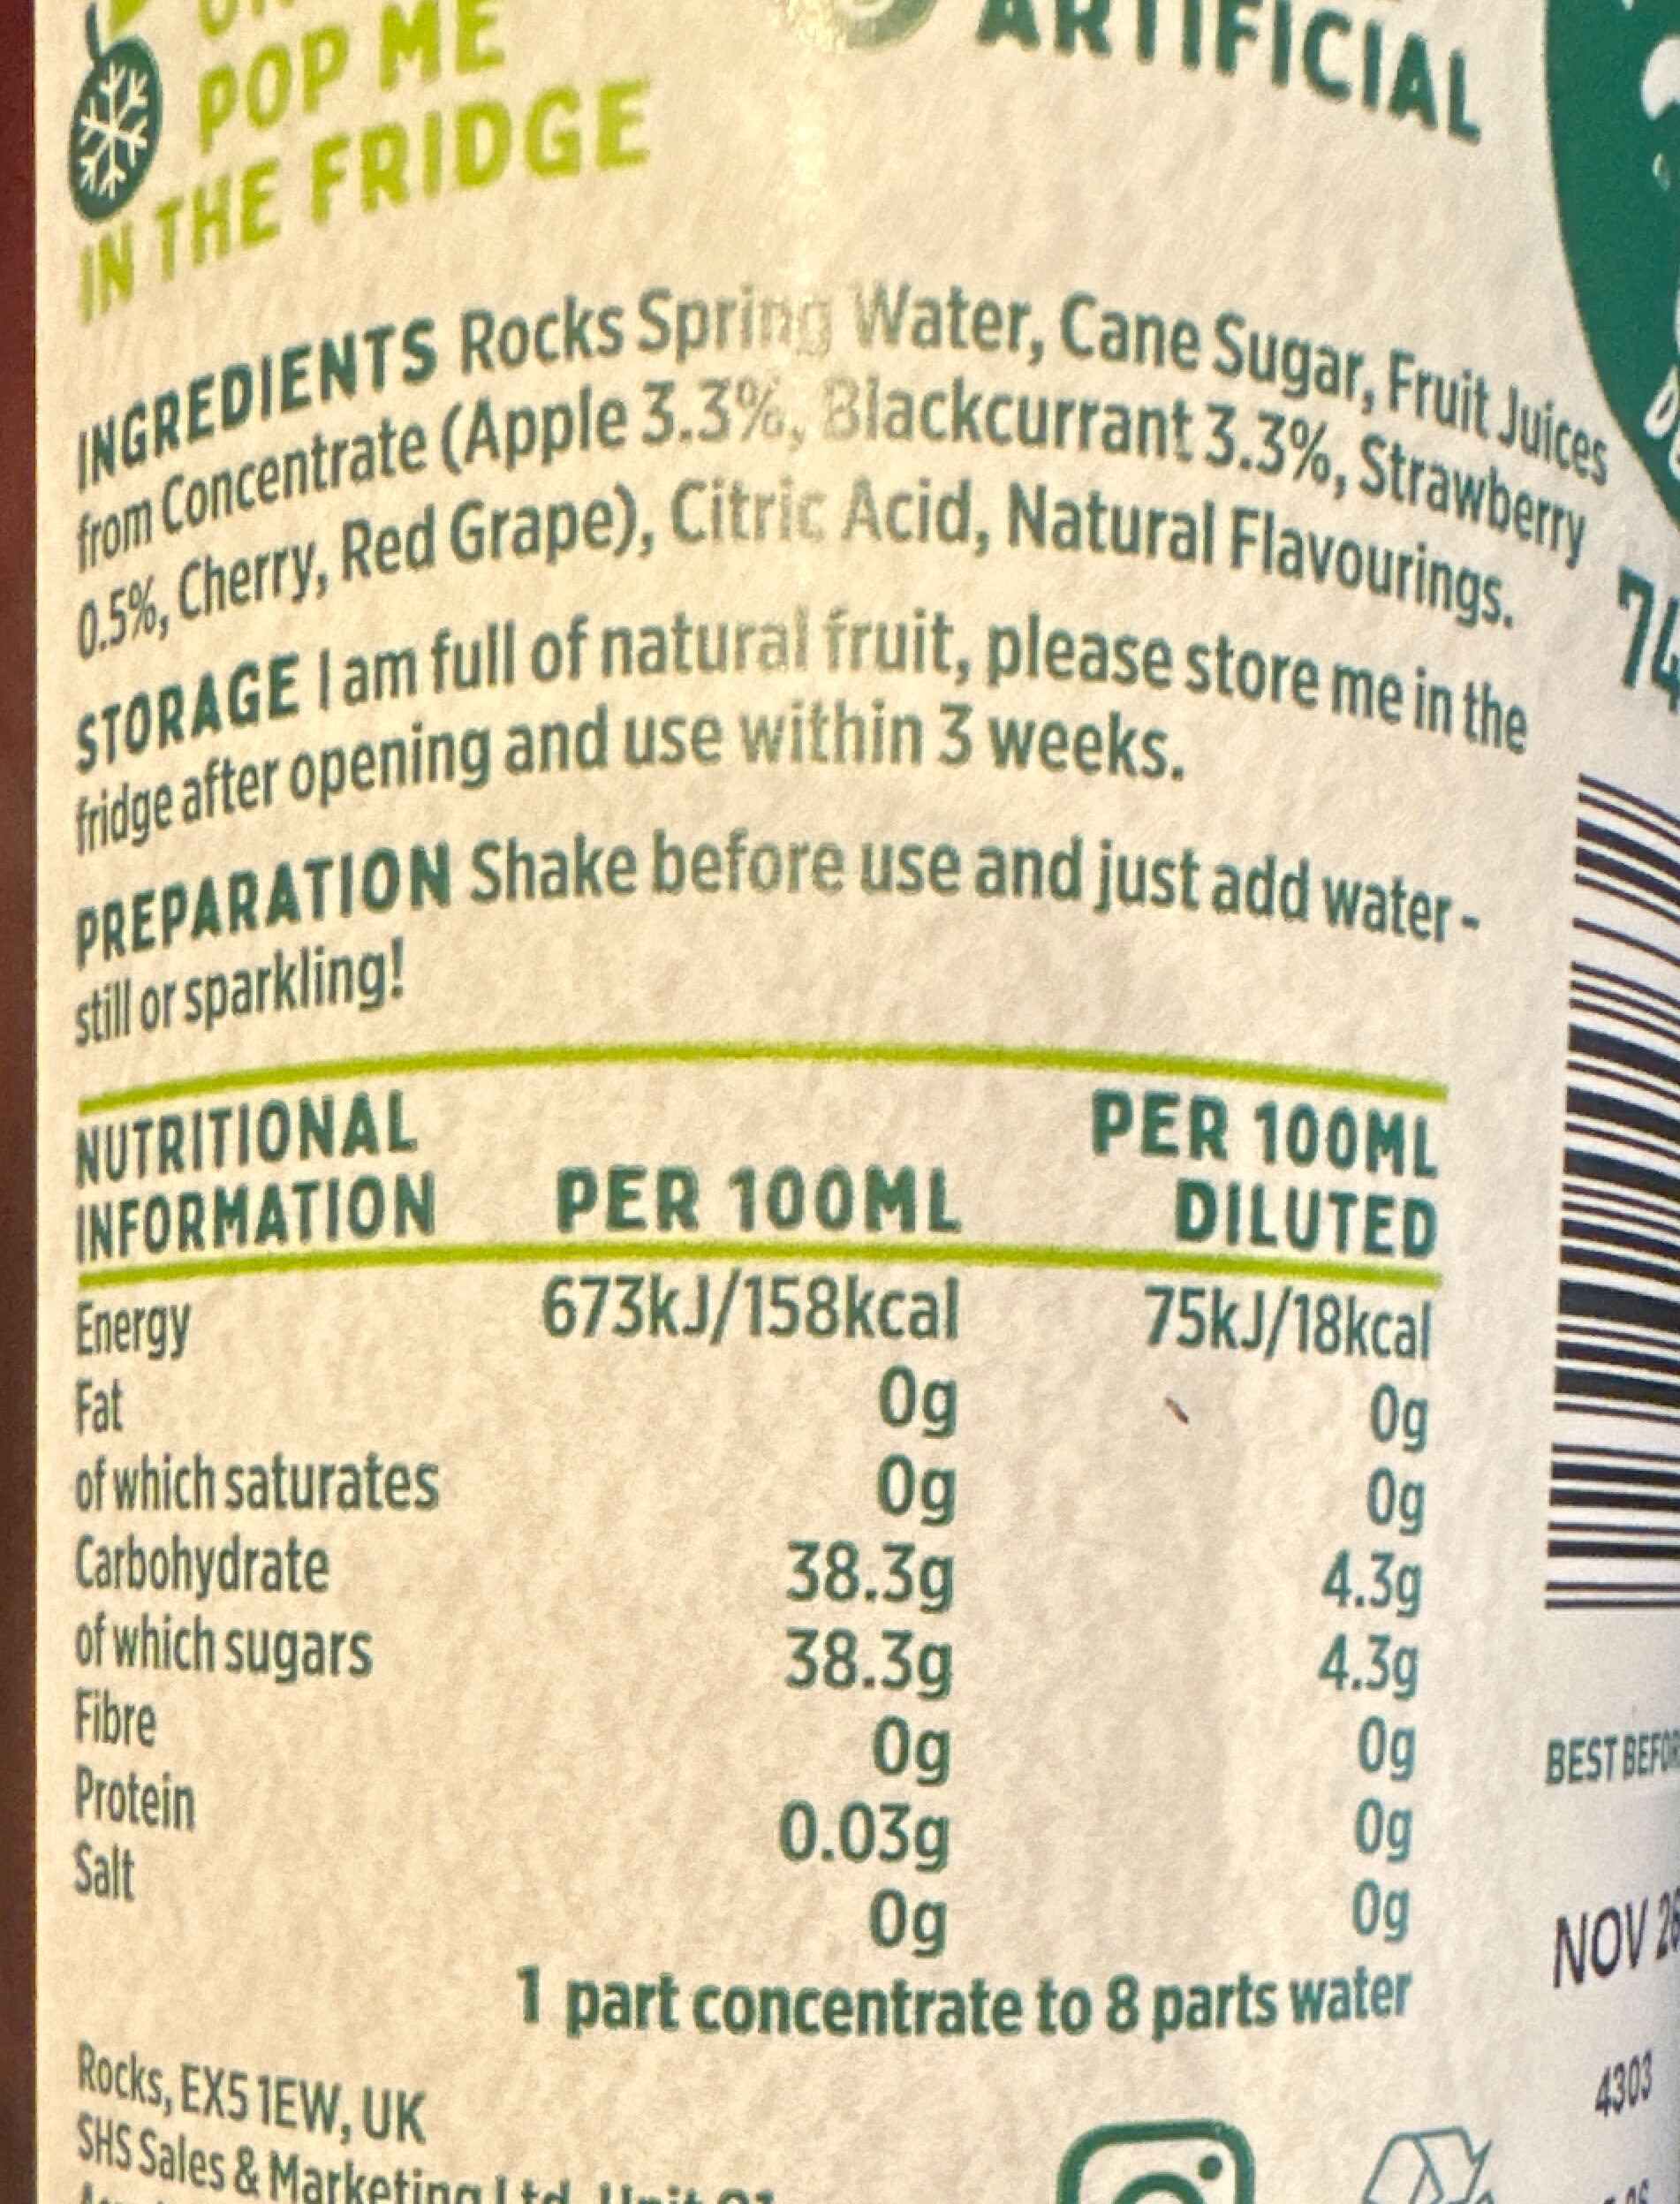 POP ME
IN THE FRIDGE
ARTIFICIAL
INGREDIENTS Rocks Spring Water, Cane Sugar, Fruit Juices
from Concentrate (Apple 3.3%, Blackcurrant 3.3%, Strawberry
0.5%, Cherry, Red Grape), Citric Acid, Natural Flavourings.
STORAGE I am full of natural fruit, please store me in the
fridge after opening and use within 3 weeks.
PREPARATION Shake before use and just add water -
still or sparkling!
NUTRITIONAL INFORMATION PER 100ML PER 100ML DILUTED
Energy 673kJ/158kcal 75kJ/18kcal
Fat 0g 0g
of which saturates 0g 0g
Carbohydrate 38.3g 4.3g
of which sugars 38.3g 4.3g
Fibre 0g 0g
Protein 0.03g 0g
Salt 0g 0g
1 part concentrate to 8 parts water
Rocks, EX5 1EW, UK
SHS Sales & Marketing Ltd, Unit
74
BEST
NOV
4303